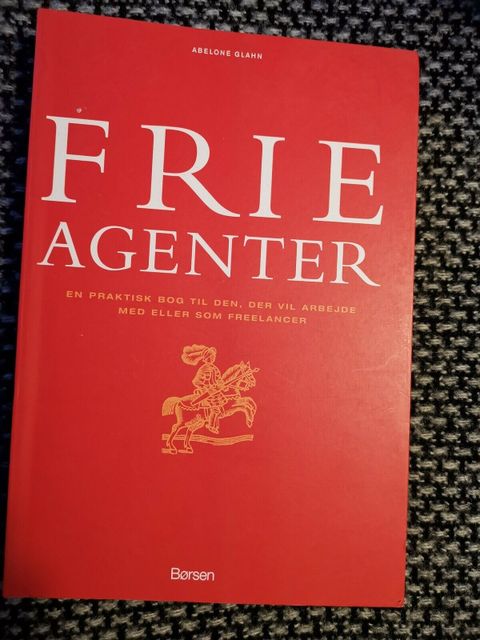 ABELONE GLAHN
FRIE
AGENTER
EN PRAKTISK BOG TIL DEN, DER VIL ARBEJDE
MED ELLER SOM FREELANCER
Børsen